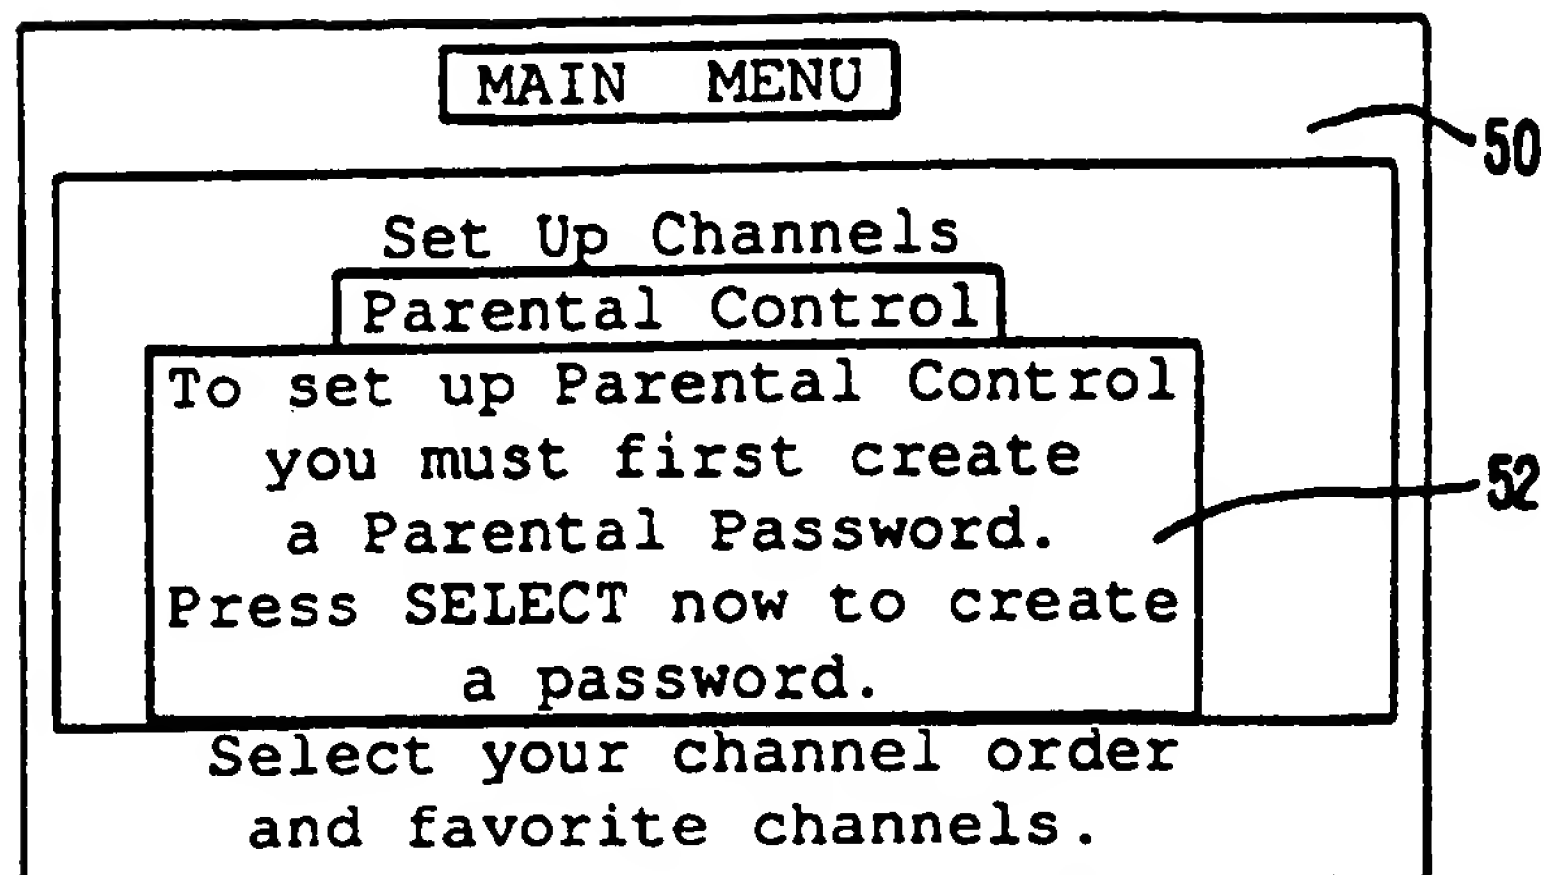 MAIN MENU
50
Set Up Channels
Parental Control
To set up Parental Control
you must first create
52
a Parental Password.
Press SELECT now to create
a password.
Select your channel order
and favorite channels.